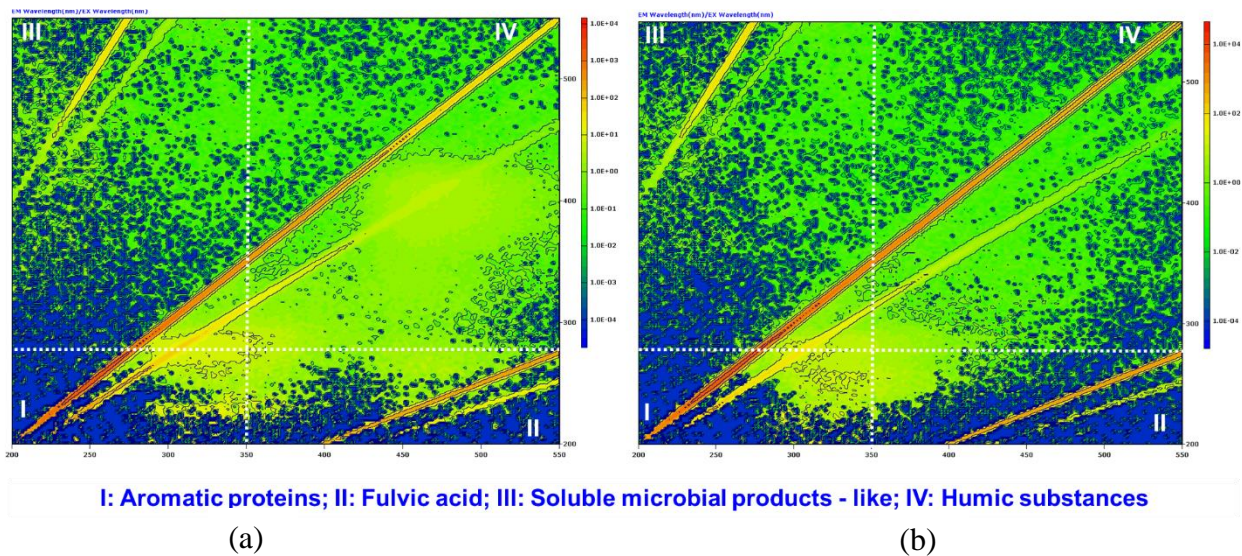 EM Wavelength(nm)/EX Wavelength(nm)
III
IV
I
II
1.0E+04
1.0E+03
1.0E+02
1.0E+01
1.0E+00
1.0E-01
1.0E-02
1.0E-03
1.0E-04
500
400
300
200
200 250 300 350 400 450 500 550
EM Wavelength(nm)/EX Wavelength(nm)
III
IV
I
II
1.0E+04
1.0E+02
1.0E+00
1.0E-02
1.0E-04
500
400
300
200
200 250 300 350 400 450 500 550
I: Aromatic proteins; II: Fulvic acid; III: Soluble microbial products - like; IV: Humic substances
(a) (b)